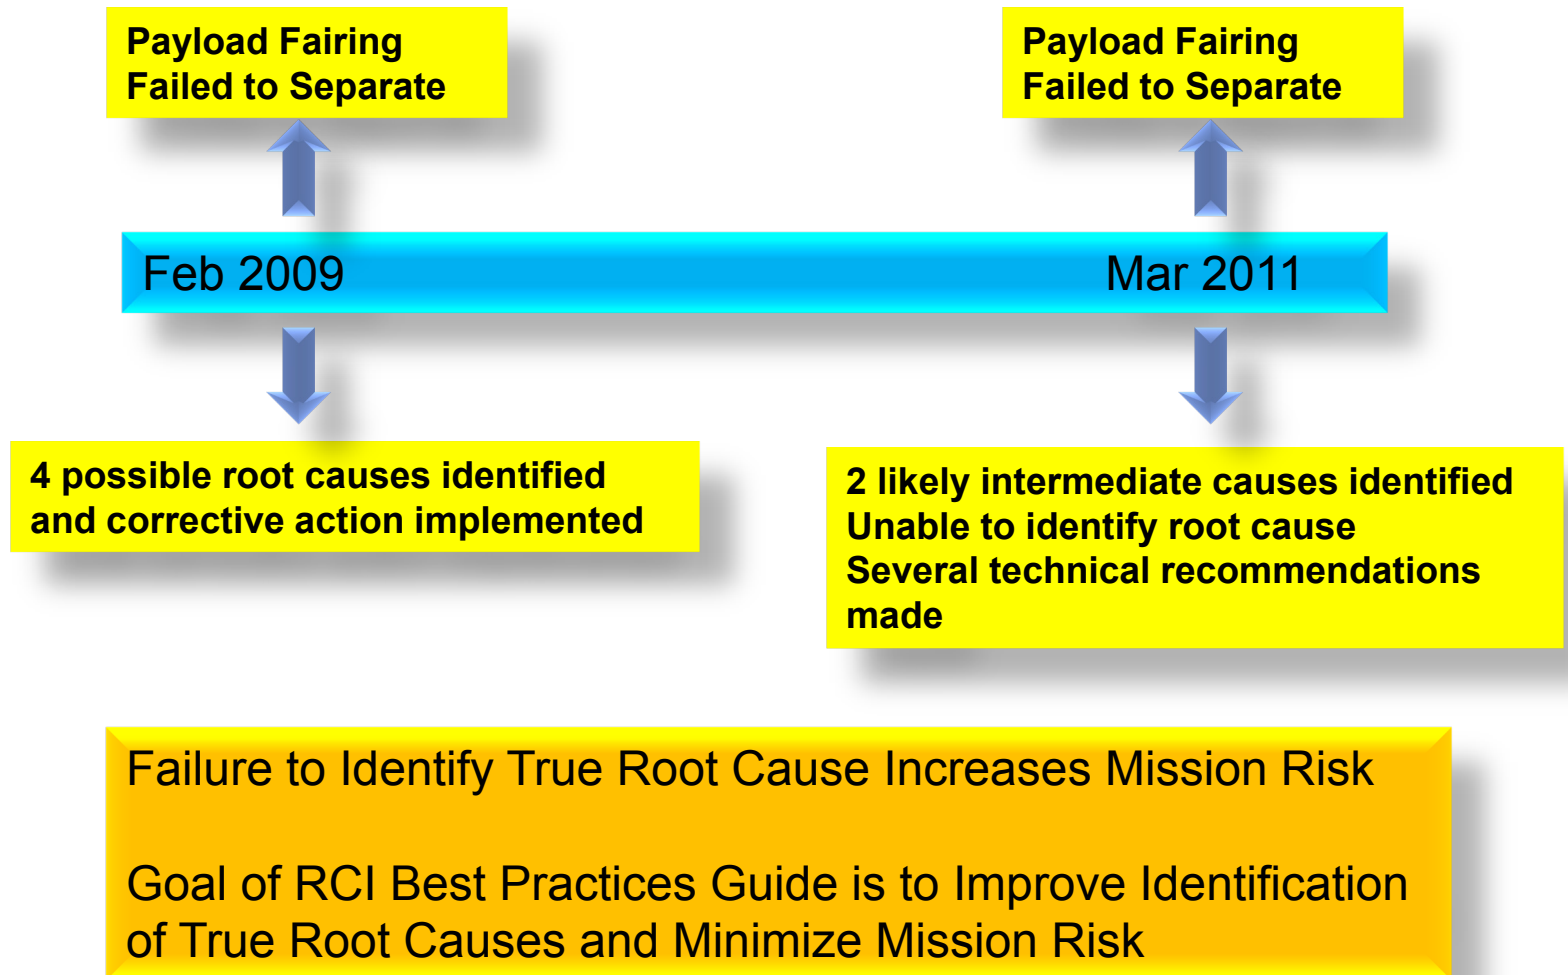 Payload Fairing
Failed to Separate
Payload Fairing
Failed to Separate
Feb 2009
Mar 2011
4 possible root causes identified
and corrective action implemented
2 likely intermediate causes identified
Unable to identify root cause
Several technical recommendations
made
Failure to Identify True Root Cause Increases Mission Risk
Goal of RCI Best Practices Guide is to Improve Identification
of True Root Causes and Minimize Mission Risk